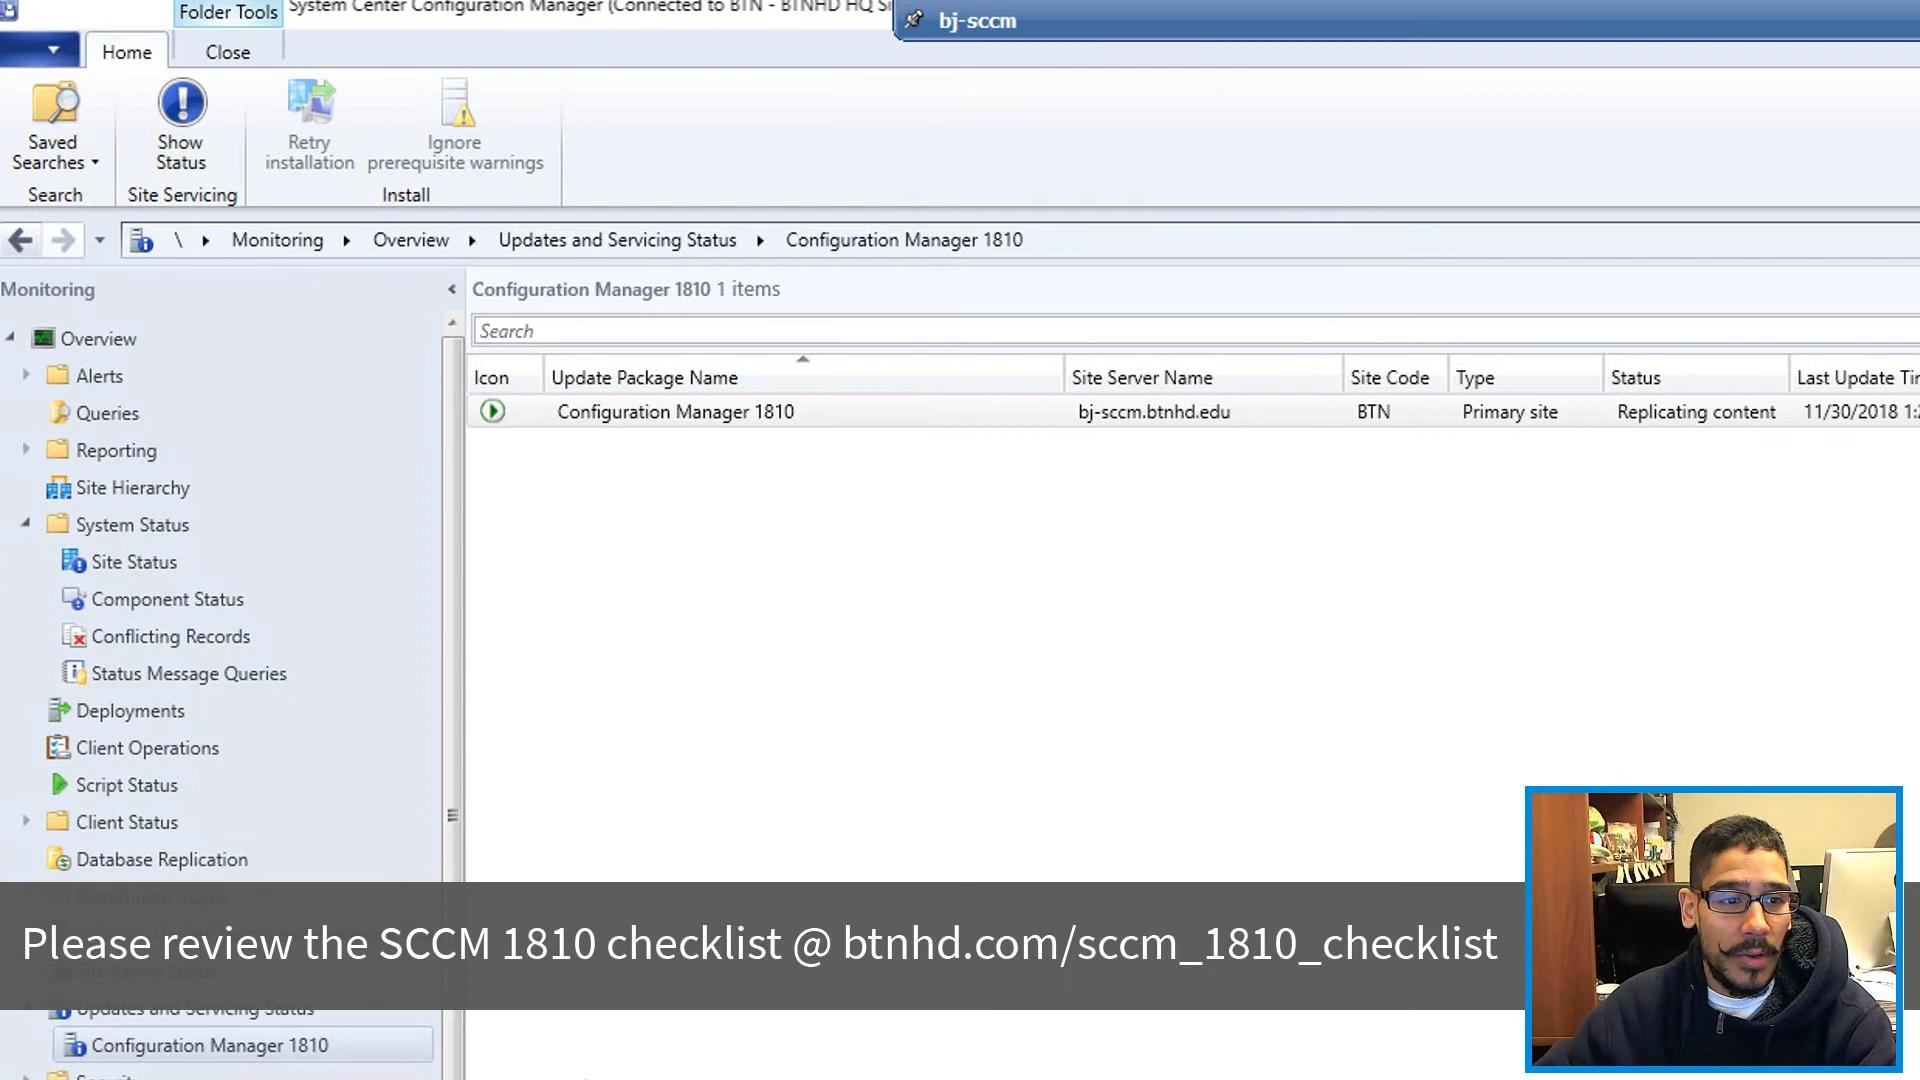 Folder Tools
System Center Configuration Manager (Connected to BTN - BTNHD HQ
bj-sccm
Home
Close
Saved
Searches
Show
Status
Retry
installation
Ignore
prerequisite warnings
Search
Site Servicing
Install
\ Monitoring Overview Updates and Servicing Status Configuration Manager 1810
Monitoring
Configuration Manager 1810 1 items
Search
Icon Update Package Name Site Server Name Site Code Type Status Last Update
Configuration Manager 1810 bj-sccm.btnhd.edu BTN Primary site Replicating content 11/30/2018
Overview
Alerts
Queries
Reporting
Site Hierarchy
System Status
Site Status
Component Status
Conflicting Records
Status Message Queries
Deployments
Client Operations
Script Status
Client Status
Database Replication
Please review the SCCM 1810 checklist @ btnhd.com/sccm_1810_checklist
Updates and Servicing Status
Configuration Manager 1810